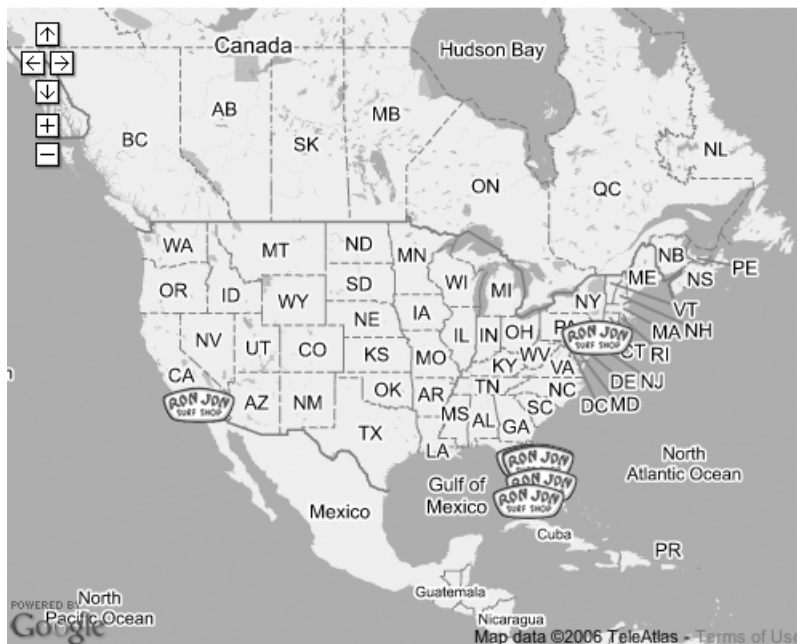 Canada
Hudson Bay
AB
MB
BC
SK
NL
ON
QC
WA
MT
ND
MN
NB
PE
ME
NS
OR
ID
SD
WI
MI
WY
NY
VT
NE
IA
PA
MA
NH
NV
UT
CO
IL
IN
OH
CT
RI
KS
MO
WV
KY
VA
DE
NJ
CA
AZ
NM
OK
AR
TN
NC
DC
MD
RON JON
SURF SHOP
RON JON
SURF SHOP
MS
AL
SC
GA
TX
LA
North
Atlantic Ocean
RON JON
RON JON
RON JON
SURF SHOP
Gulf of
Mexico
Mexico
Cuba
PR
Guatemala
Nicaragua
North
Pacific Ocean
POWERED BY
Google
Map data ©2006 TeleAtlas - Terms of Us